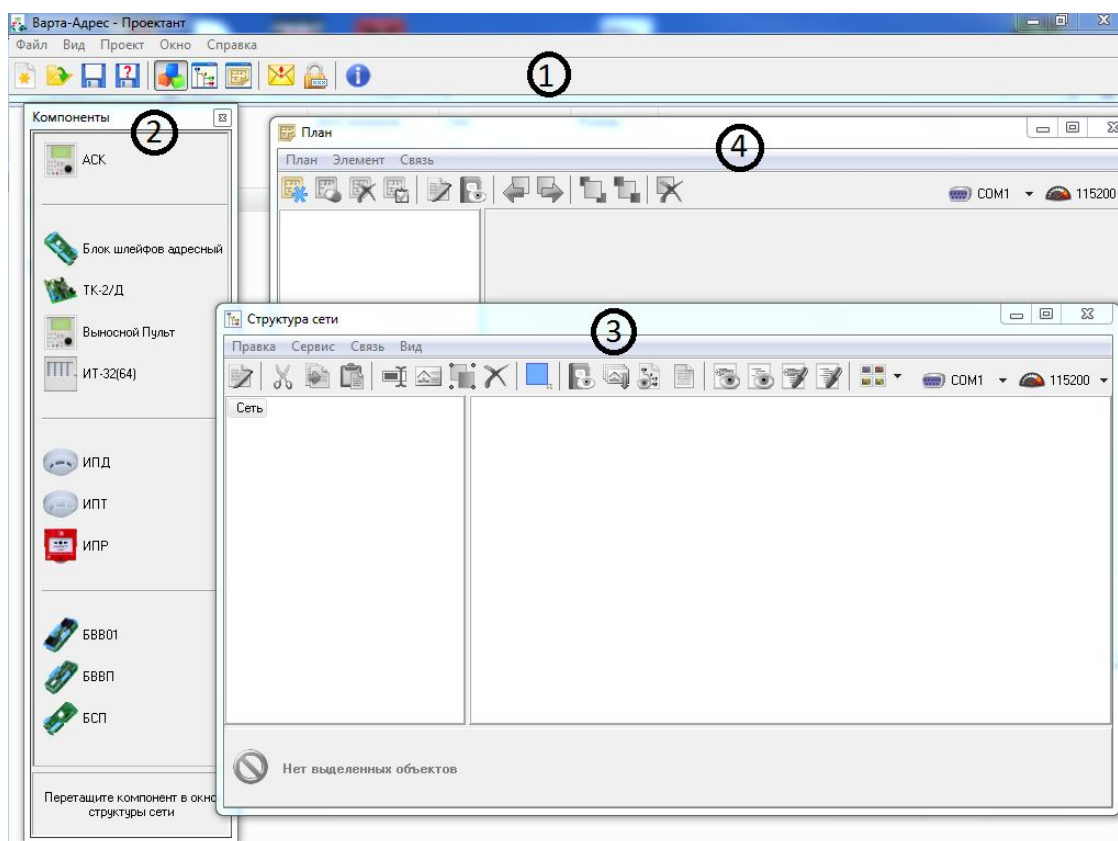 Варта-Адрес - Проектант
Файл Вид Проект Окно Справка
1
Компоненты
2
АСК
Блок шлейфов адресный
ТК-2/Д
Выносной Пульт
ИТ-32(64)
ИПД
ИПТ
ИПР
БВВ01
БВВП
БСП
Перетащите компонент в окно
структуры сети
План
4
План Элемент Связь
COM1 115200
Структура сети
3
Правка Сервис Связь Вид
COM1 115200
Сеть
Нет выделенных объектов